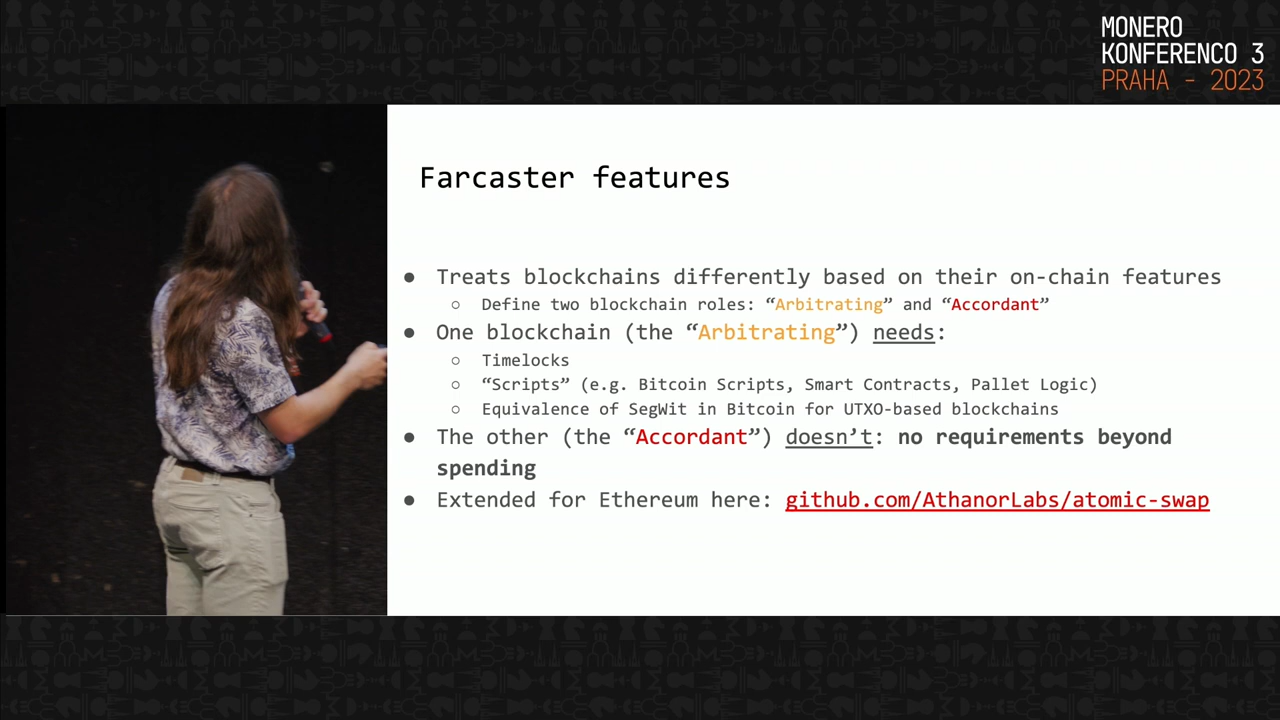 MONERO
KONFERENCO 3
PRAHA - 2023
Farcaster features
● Treats blockchains differently based on their on-chain features
○ Define two blockchain roles: “Arbitrating” and “Accordant”
● One blockchain (the “Arbitrating”) needs:
○ Timelocks
○ “Scripts” (e.g. Bitcoin Scripts, Smart Contracts, Pallet Logic)
○ Equivalence of SegWit in Bitcoin for UTXO-based blockchains
● The other (the “Accordant”) doesn’t: no requirements beyond
spending
● Extended for Ethereum here: github.com/AthanorLabs/atomic-swap